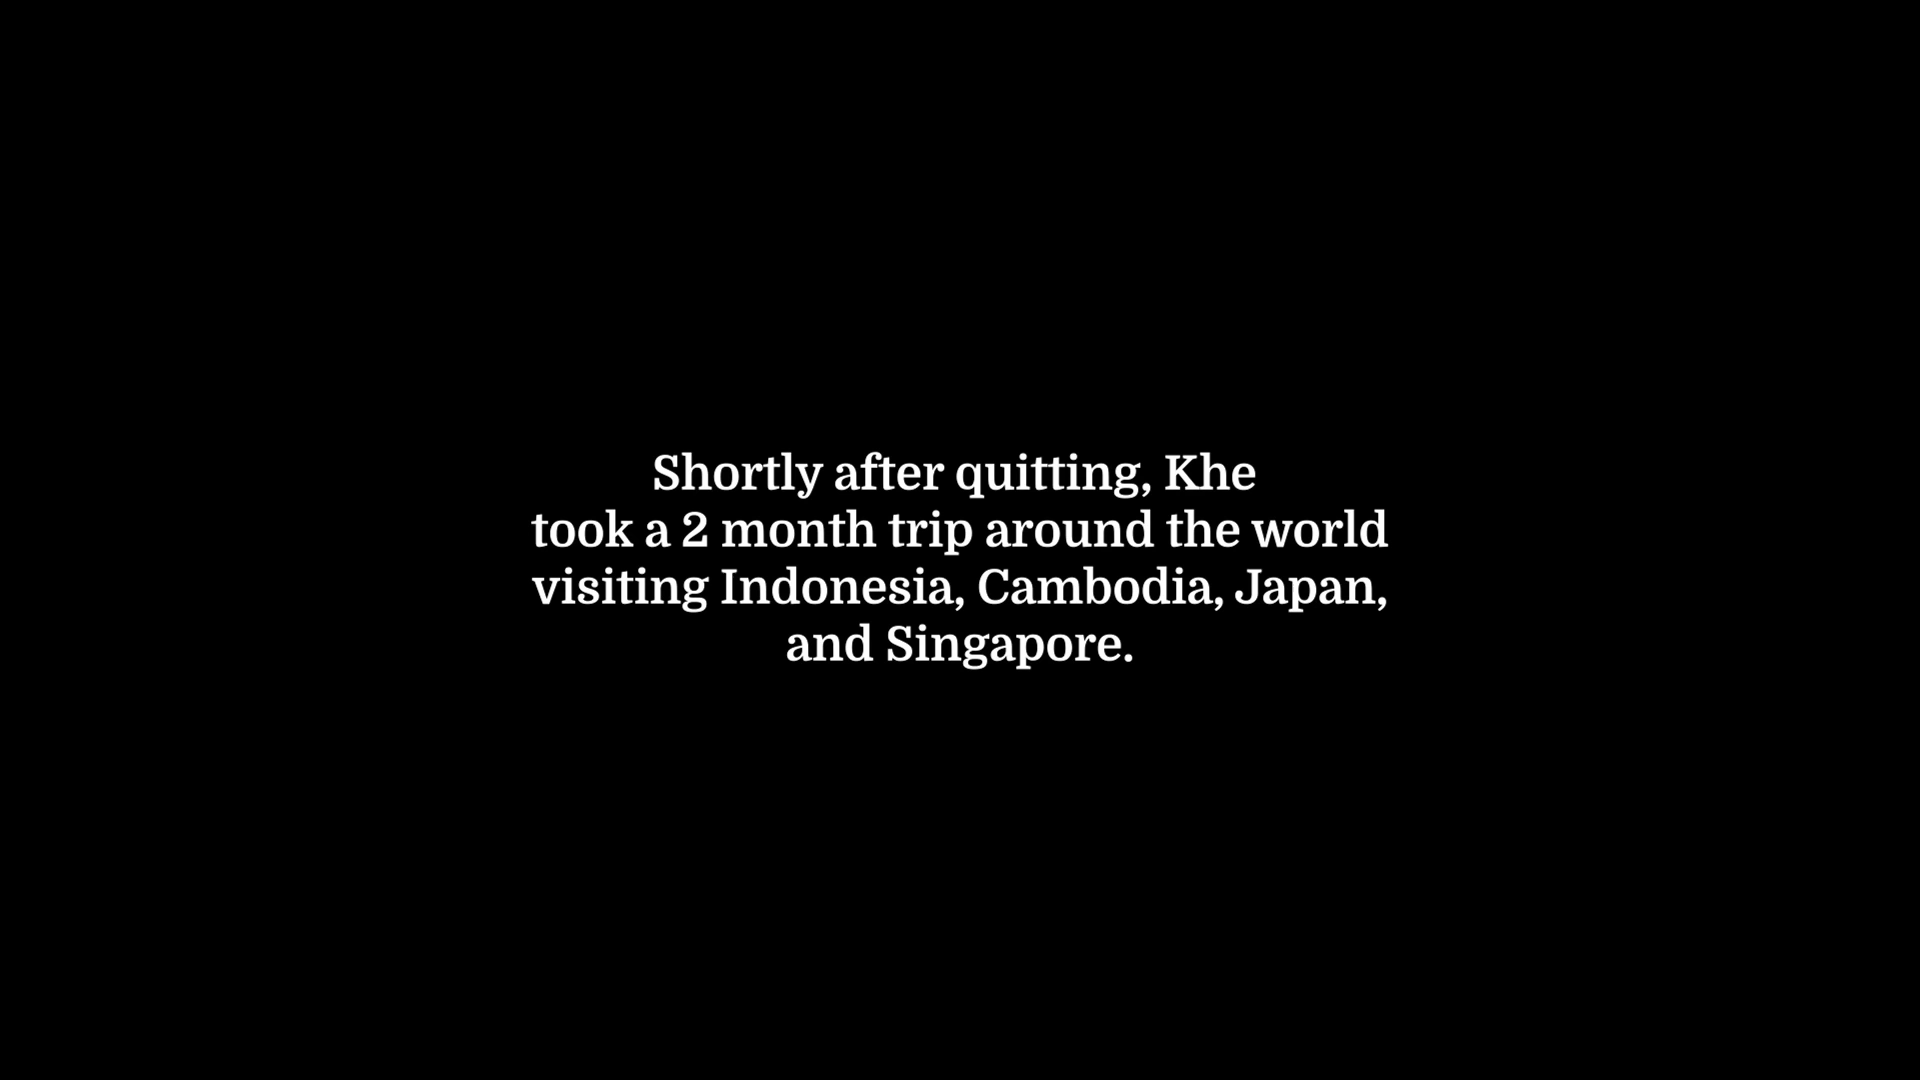 Shortly after quitting, Khe
took a 2 month trip around the world
visiting Indonesia, Cambodia, Japan,
and Singapore.